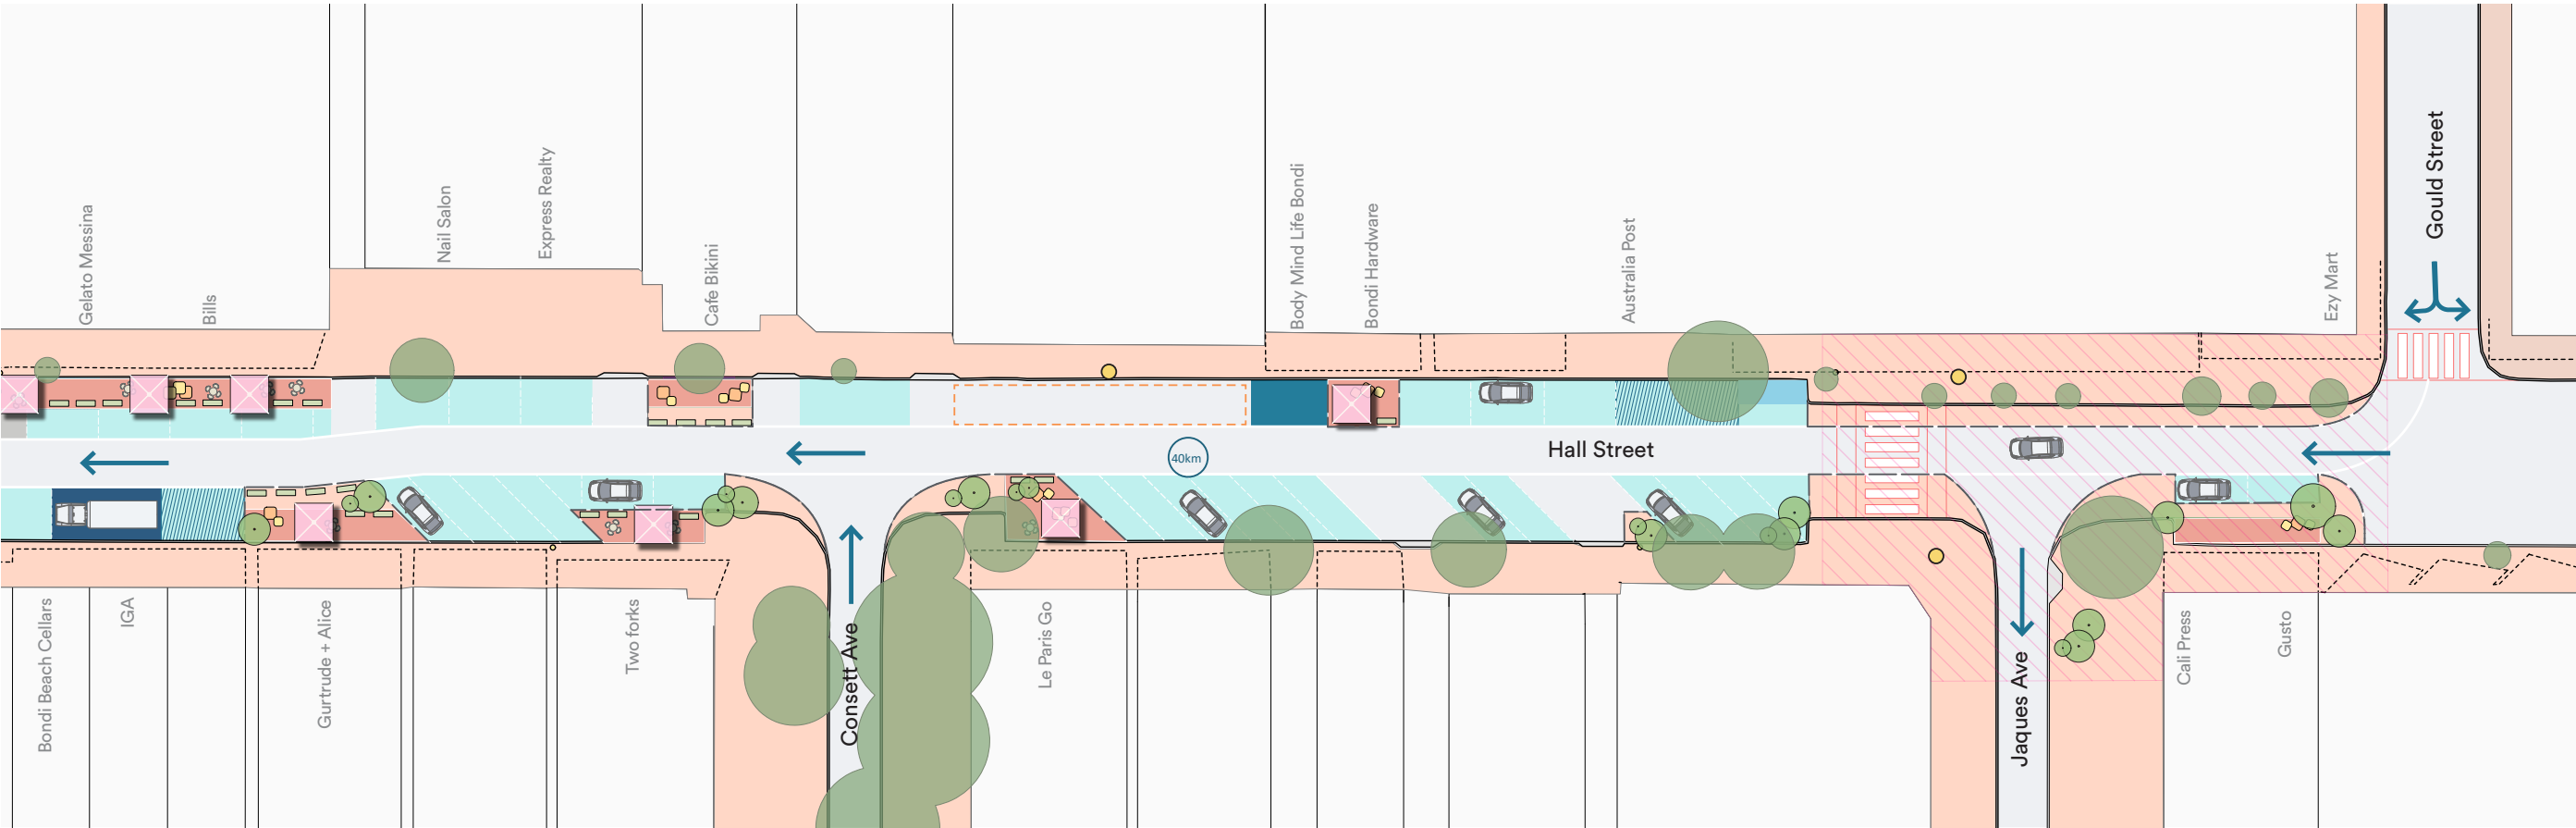 Gelato Messina
Bills
Nail Salon
Express Realty
Cafe Bikini
Body Mind Life Bondi
Bondi Hardware
Australia Post
Ezy Mart
Gould Street
Hall Street
40km
Bondi Beach Cellars
IGA
Gurtrude + Alice
Two forks
Consett Ave
Le Paris Go
Jaques Ave
Cali Press
Gusto